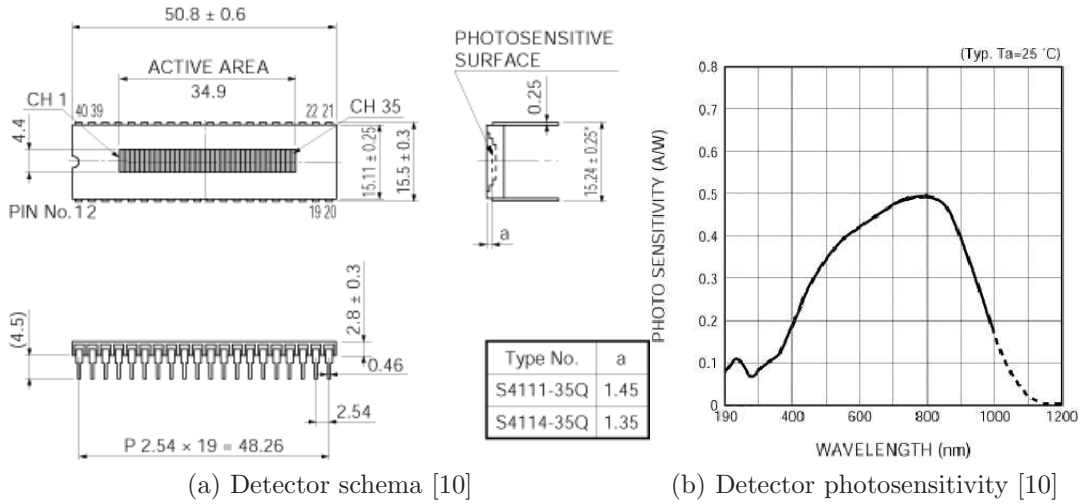 50.8 ± 0.6
ACTIVE AREA
34.9
CH 1
40 39
22 21
CH 35
4.4
15.11 ± 0.25
15.5 ± 0.3
PIN No. 1 2
19 20
PHOTOSENSITIVE
SURFACE
0.25
15.24 ± 0.25*
a
(4.5)
2.8 ± 0.3
0.46
2.54
P 2.54 × 19 = 48.26
Type No. a
S4111-35Q 1.45
S4114-35Q 1.35
(a) Detector schema [10]
(Typ. Ta=25 ˚C)
PHOTO SENSITIVITY (A/W)
0.8
0.7
0.6
0.5
0.4
0.3
0.2
0.1
0
190 400 600 800 1000 1200
WAVELENGTH (nm)
(b) Detector photosensitivity [10]